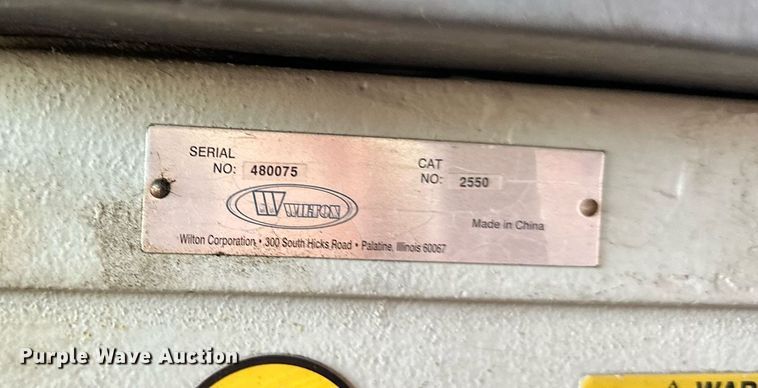 SERIAL
NO: 480075
CAT
NO: 2550
W WILTON
Made in China
Wilton Corporation • 300 South Hicks Road • Palatine, Illinois 60067
Purple Wave Auction